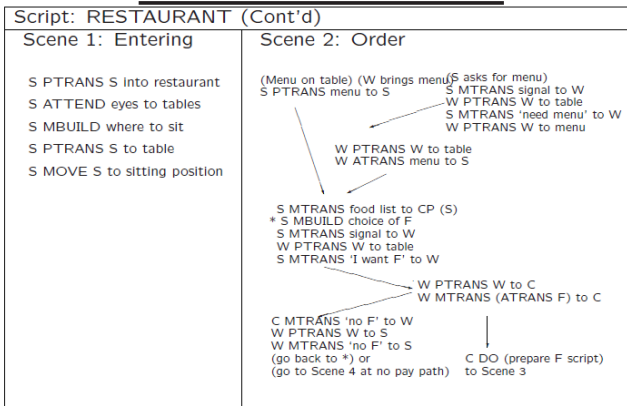 Script: RESTAURANT (Cont'd)
Scene 1: Entering
S PTRANS S into restaurant
S ATTEND eyes to tables
S MBUILD where to sit
S PTRANS S to table
S MOVE S to sitting position
Scene 2: Order
(Menu on table) (W brings menu)
S PTRANS menu to S
(S asks for menu)
S MTRANS signal to W
W PTRANS W to table
S MTRANS 'need menu' to W
W PTRANS W to menu
W PTRANS W to table
W ATRANS menu to S
S MTRANS food list to CP (S)
* S MBUILD choice of F
S MTRANS signal to W
W PTRANS W to table
S MTRANS 'I want F' to W
W PTRANS W to C
W MTRANS (ATRANS F) to C
C MTRANS 'no F' to W
W PTRANS W to S
W MTRANS 'no F' to S
(go back to *) or
(go to Scene 4 at no pay path)
C DO (prepare F script)
to Scene 3